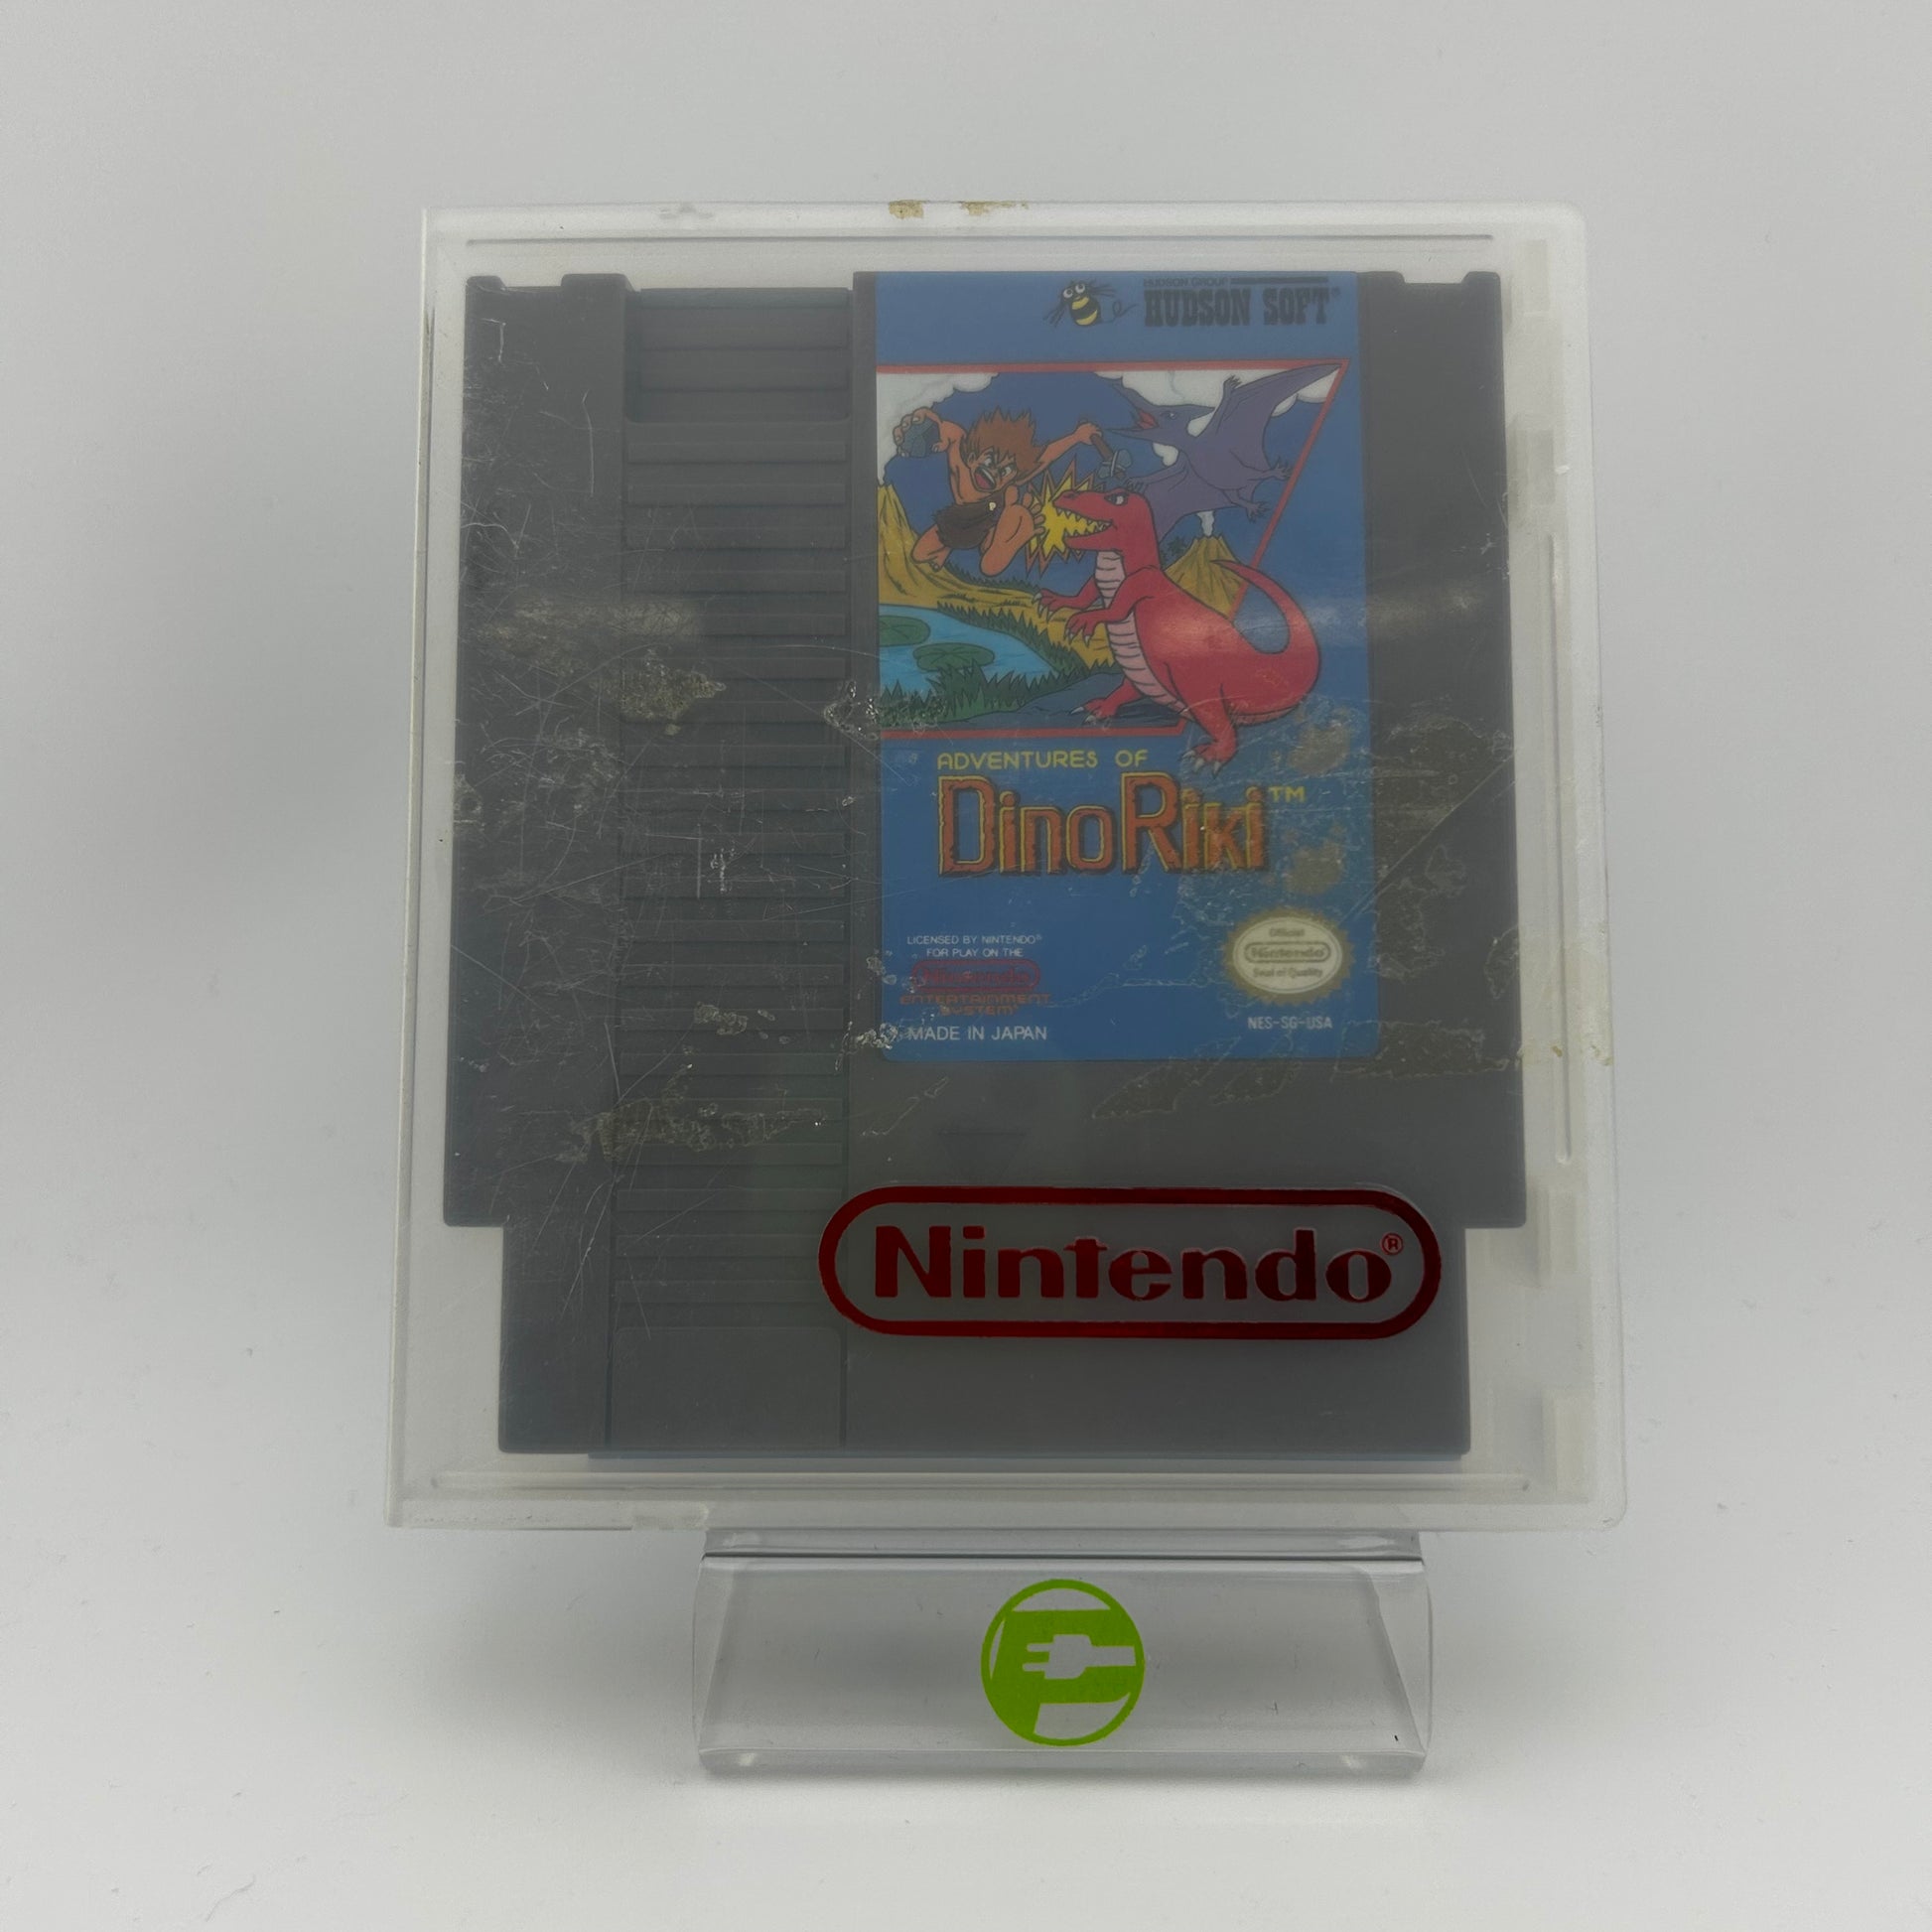 HUDSON GROUP
HUDSON SOFT®
ADVENTURES OF
DinoRiki™
LICENSED BY NINTENDO®
FOR PLAY ON THE
Nintendo
ENTERTAINMENT
SYSTEM®
MADE IN JAPAN
Official
Nintendo
Seal of Quality
NES-SG-USA
Nintendo®